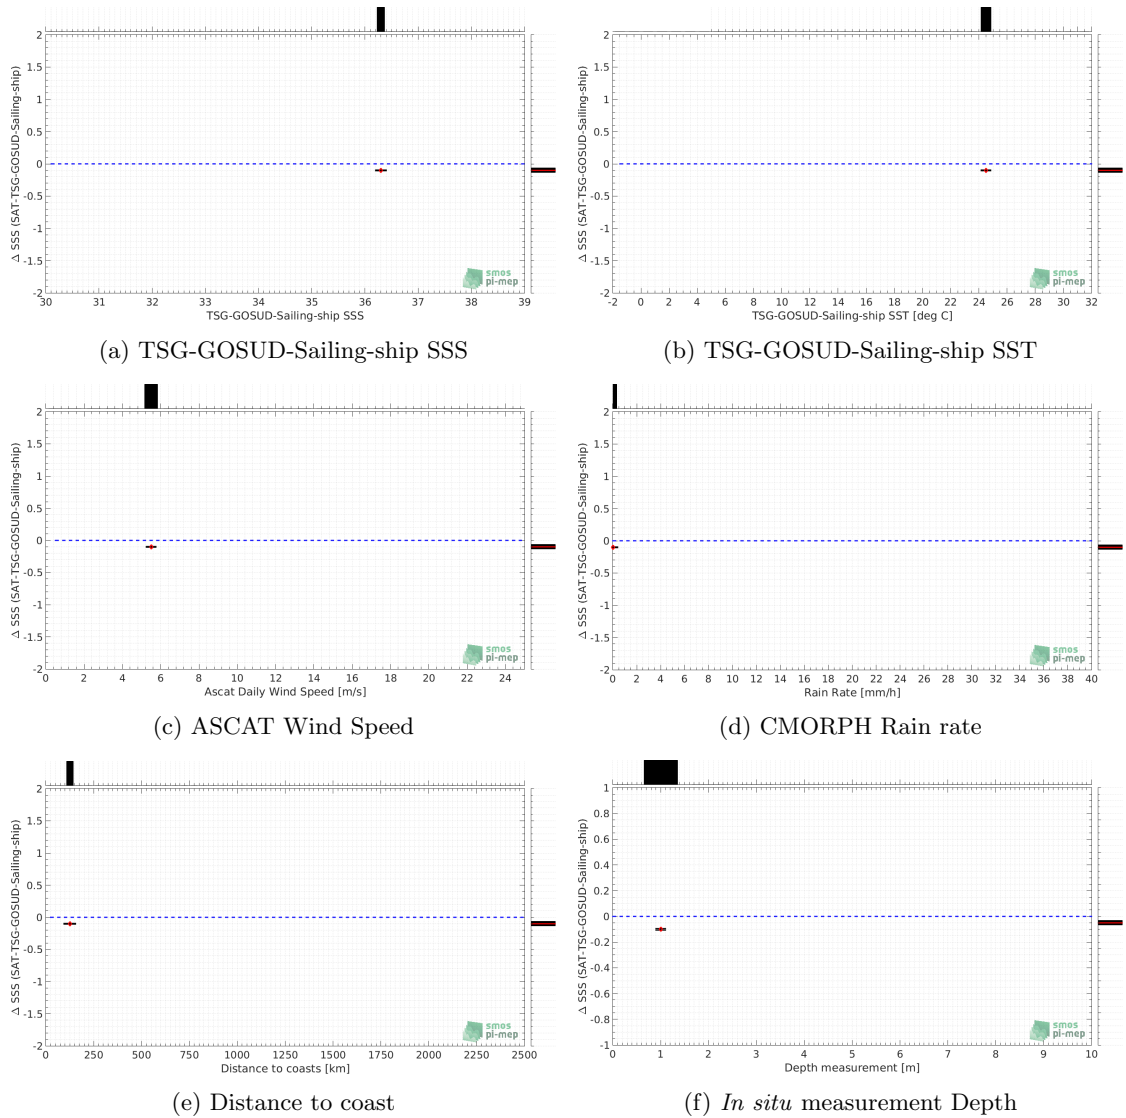 2
1.5
1
0.5
0
-0.5
-1
-1.5
-2
Δ SSS (SAT-TSG-GOSUD-Sailing-ship)
30 31 32 33 34 35 36 37 38 39
TSG-GOSUD-Sailing-ship SSS
smos
pi-mep
(a) TSG-GOSUD-Sailing-ship SSS
2
1.5
1
0.5
0
-0.5
-1
-1.5
-2
Δ SSS (SAT-TSG-GOSUD-Sailing-ship)
-2 0 2 4 6 8 10 12 14 16 18 20 22 24 26 28 30 32
TSG-GOSUD-Sailing-ship SST [deg C]
smos
pi-mep
(b) TSG-GOSUD-Sailing-ship SST
2
1.5
1
0.5
0
-0.5
-1
-1.5
-2
Δ SSS (SAT-TSG-GOSUD-Sailing-ship)
0 2 4 6 8 10 12 14 16 18 20 22 24
Ascat Daily Wind Speed [m/s]
smos
pi-mep
(c) ASCAT Wind Speed
2
1.5
1
0.5
0
-0.5
-1
-1.5
-2
Δ SSS (SAT-TSG-GOSUD-Sailing-ship)
0 4 8 12 16 20 24 28 32 36 40
Rain Rate [mm/h]
smos
pi-mep
(d) CMORPH Rain rate
2
1.5
1
0.5
0
-0.5
-1
-1.5
-2
Δ SSS (SAT-TSG-GOSUD-Sailing-ship)
0 250 500 750 1000 1250 1500 1750 2000 2250 2500
Distance to coasts [km]
smos
pi-mep
(e) Distance to coast
1
0.8
0.6
0.4
0.2
0
-0.2
-0.4
-0.6
-0.8
-1
Δ SSS (SAT-TSG-GOSUD-Sailing-ship)
0 1 2 3 4 5 6 7 8 9 10
Depth measurement [m]
smos
pi-mep
(f) In situ measurement Depth